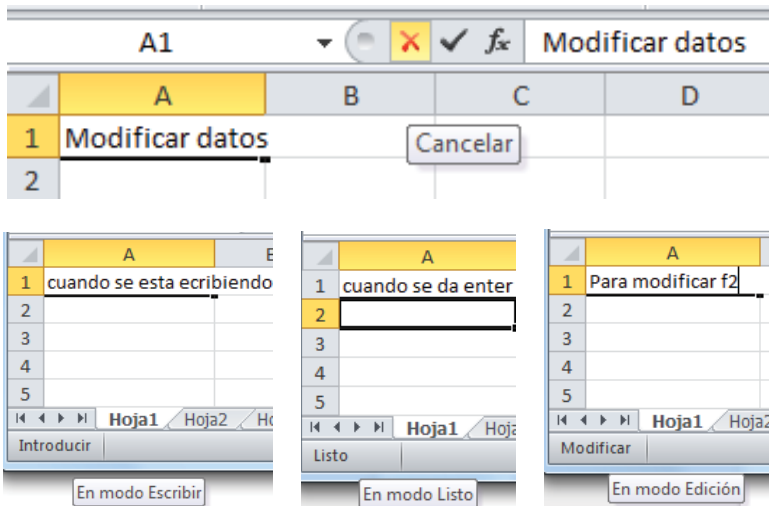 A1 fx Modificar datos
A B C D
1 Modificar datos
Cancelar
2
A
1 cuando se esta ecribiendo
2
3
4
5
Hoja1 Hoja2
Introducir
En modo Escribir
A
1 cuando se da enter
2
3
4
5
Hoja1
Listo
En modo Listo
A
1 Para modificar f2
2
3
4
5
Hoja1 Hoja2
Modificar
En modo Edición